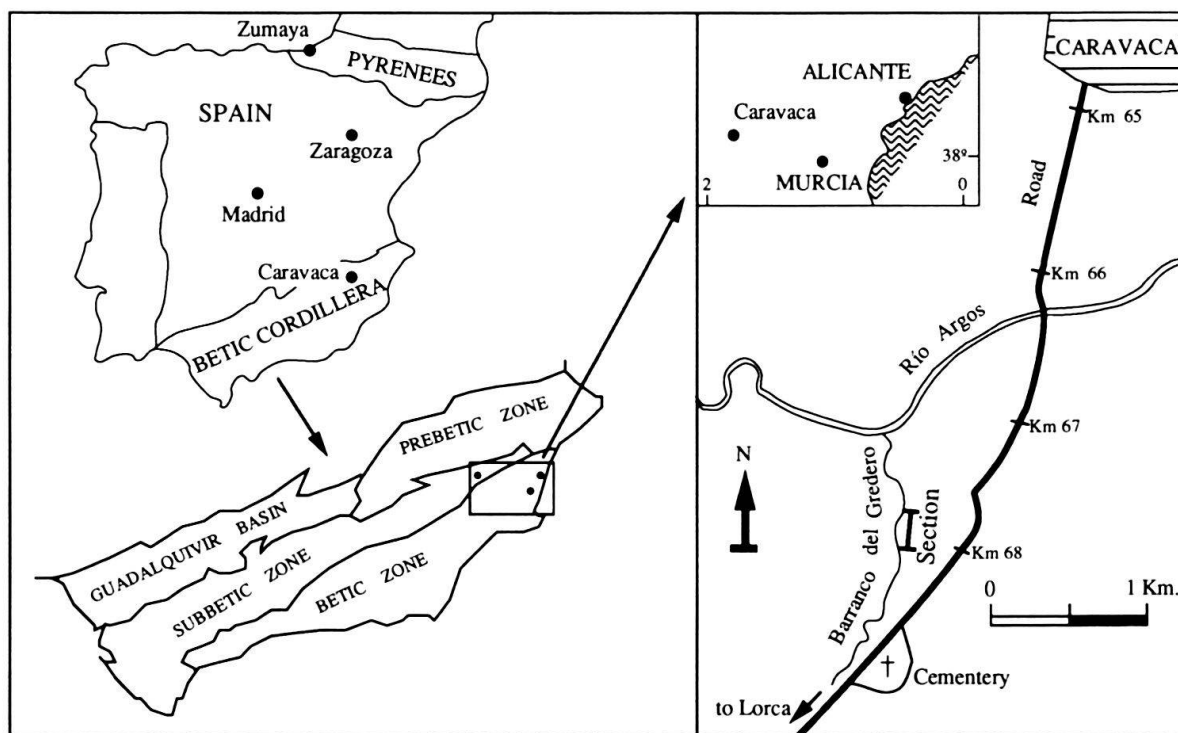 Zumaya
PYRENEES
SPAIN
Zaragoza
Madrid
Caravaca
BETIC CORDILLERA
PREBETIC ZONE
GUADALQUIVIR BASIN
SUBBETIC ZONE
BETIC ZONE
ALICANTE
Caravaca
38º
MURCIA
2
0
CARAVACA
Km 65
Road
Km 66
Río Argos
Km 67
N
Barranco del Gredero
Section
Km 68
0 1 Km.
Cementery
to Lorca